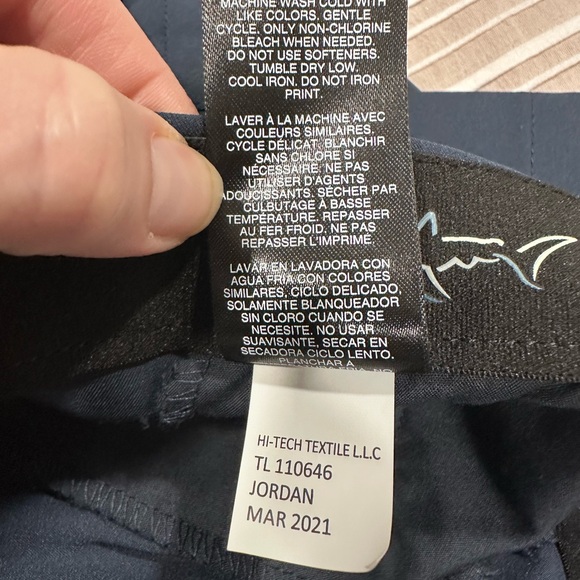 MACHINE WASH COLD WITH
LIKE COLORS. GENTLE
CYCLE. ONLY NON-CHLORINE
BLEACH WHEN NEEDED.
DO NOT USE SOFTENERS.
TUMBLE DRY LOW.
COOL IRON. DO NOT IRON
PRINT.
LAVER À LA MACHINE AVEC
COULEURS SIMILAIRES.
CYCLE DÉLICAT. BLANCHIR
SANS CHLORE SI
NÉCESSAIRE. NE PAS
UTILISER D'AGENTS
ADOUCISSANTS. SÉCHER PAR
CULBUTAGE À BASSE
TEMPÉRATURE. REPASSER
AU FER FROID. NE PAS
REPASSER L'IMPRIMÉ.
LAVAR EN LAVADORA CON
AGUA FRIA CON COLORES
SIMILARES. CICLO DELICADO.
SOLAMENTE BLANQUEADOR
SIN CLORO CUANDO SE
NECESITE. NO USAR
SUAVISANTE, SECAR EN
SECADORA CICLO LENTO.
PLANCHAR A
HI-TECH TEXTILE L.L.C
TL 110646
JORDAN
MAR 2021